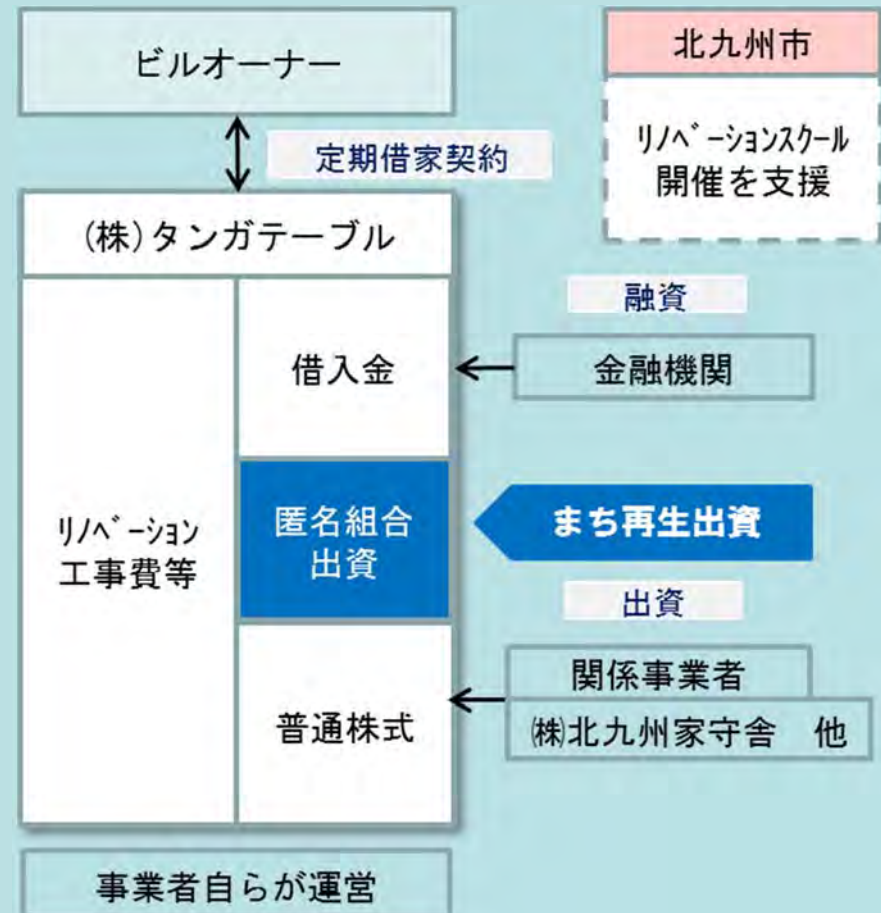 ビルオーナー
定期借家契約
北九州市
ﾘﾉﾍﾞｰｼｮﾝｽｸｰﾙ
開催を支援
(株)タンガテーブル
借入金
融資
金融機関
ﾘﾉﾍﾞｰｼｮﾝ
工事費等
匿名組合
出資
まち再生出資
出資
普通株式
関係事業者
㈱北九州家守舎　他
事業者自らが運営